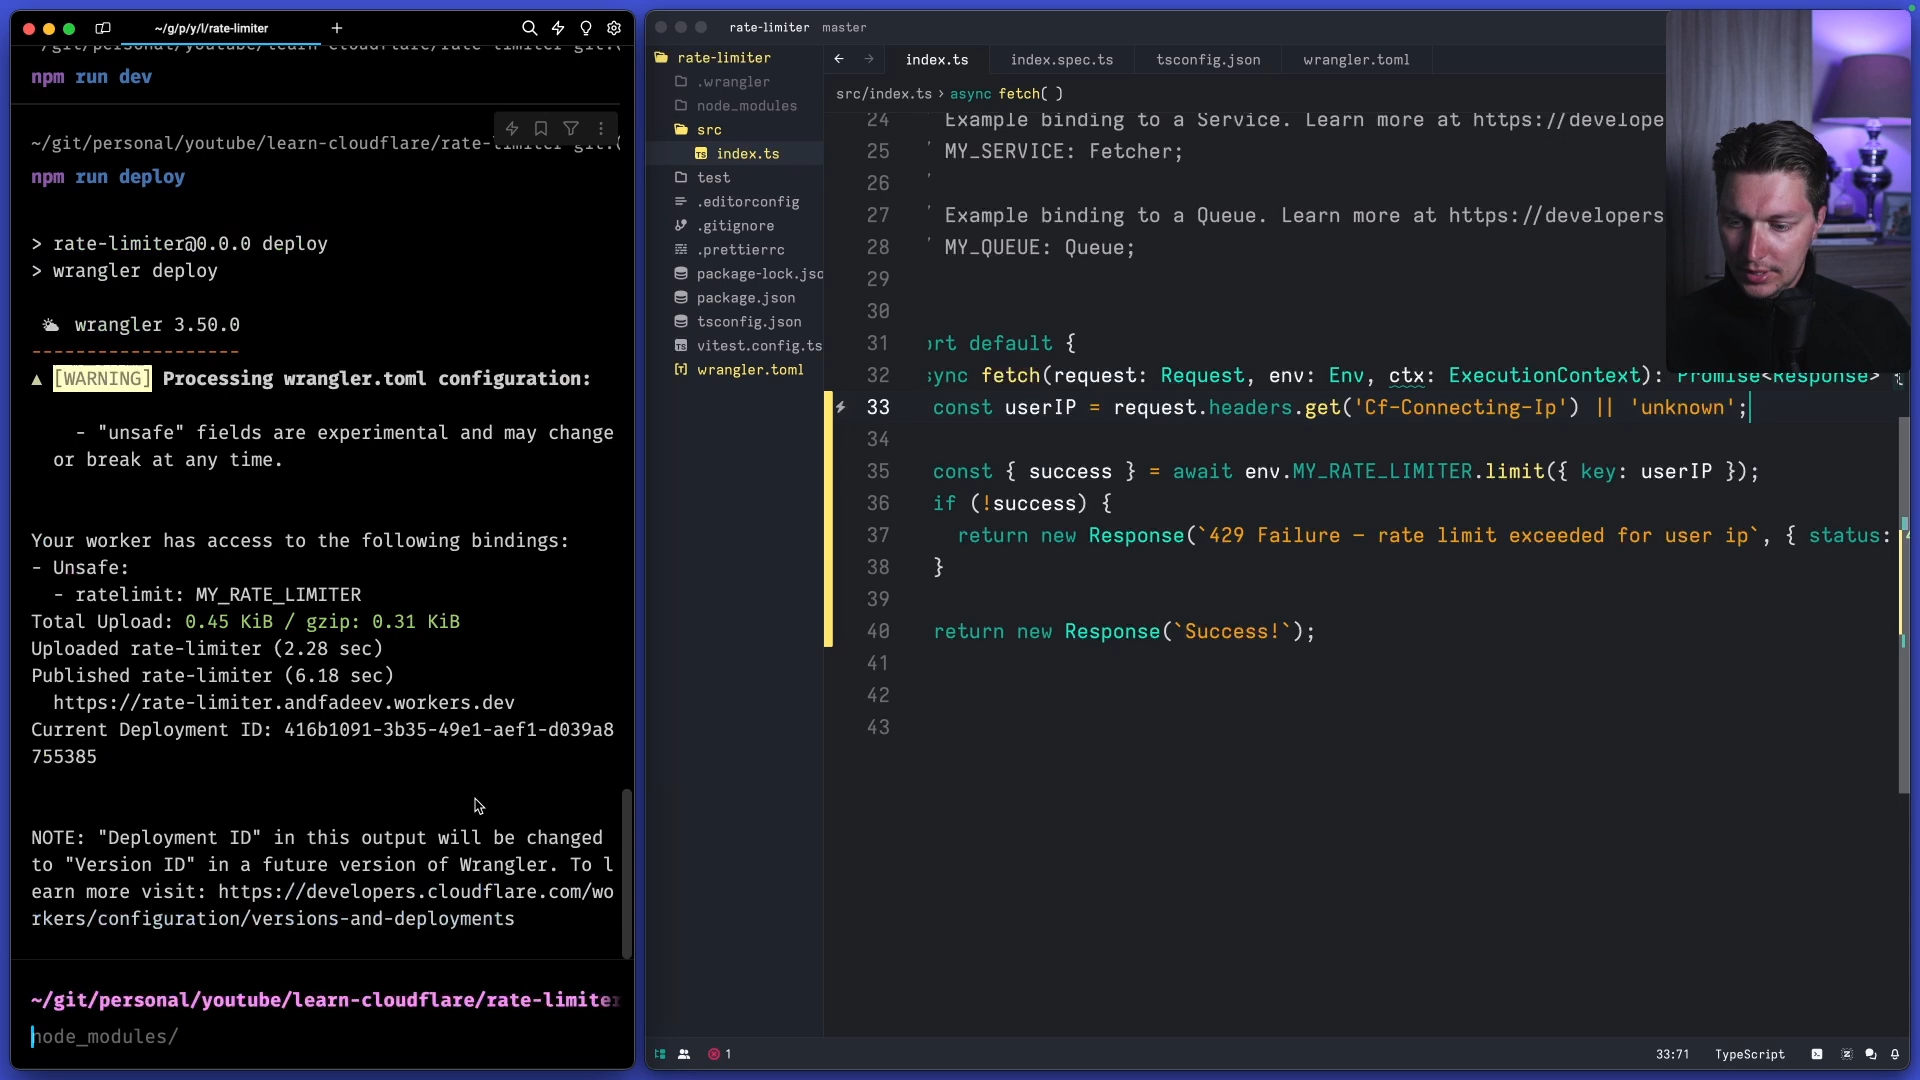 ~/g/p/y/l/rate-limiter
npm run dev
~/git/personal/youtube/learn-cloudflare/rate-limiter git:(
npm run deploy
> rate-limiter@0.0.0 deploy
> wrangler deploy
wrangler 3.50.0
-------------------
▲ [WARNING] Processing wrangler.toml configuration:
- "unsafe" fields are experimental and may change
or break at any time.
Your worker has access to the following bindings:
- Unsafe:
- ratelimit: MY_RATE_LIMITER
Total Upload: 0.45 KiB / gzip: 0.31 KiB
Uploaded rate-limiter (2.28 sec)
Published rate-limiter (6.18 sec)
https://rate-limiter.andfadeev.workers.dev
Current Deployment ID: 416b1091-3b35-49e1-aef1-d039a8
755385
NOTE: "Deployment ID" in this output will be changed
to "Version ID" in a future version of Wrangler. To l
earn more visit: https://developers.cloudflare.com/wo
rkers/configuration/versions-and-deployments
~/git/personal/youtube/learn-cloudflare/rate-limiter
node_modules/
rate-limiter master
rate-limiter
.wrangler
node_modules
src
index.ts
test
.editorconfig
.gitignore
.prettierrc
package-lock.jso
package.json
tsconfig.json
vitest.config.ts
wrangler.toml
index.ts index.spec.ts tsconfig.json wrangler.toml
src/index.ts › async fetch( )
24 Example binding to a Service. Learn more at https://develope
25 ' MY_SERVICE: Fetcher;
26 '
27 ' Example binding to a Queue. Learn more at https://developers
28 ' MY_QUEUE: Queue;
29
30
31 rt default {
32 sync fetch(request: Request, env: Env, ctx: ExecutionContext): Promise<Response> {
33 const userIP = request.headers.get('Cf-Connecting-Ip') || 'unknown';
34
35 const { success } = await env.MY_RATE_LIMITER.limit({ key: userIP });
36 if (!success) {
37 return new Response(`429 Failure – rate limit exceeded for user ip`, { status:
38 }
39
40 return new Response(`Success!`);
41
42
43
1
33:71 TypeScript